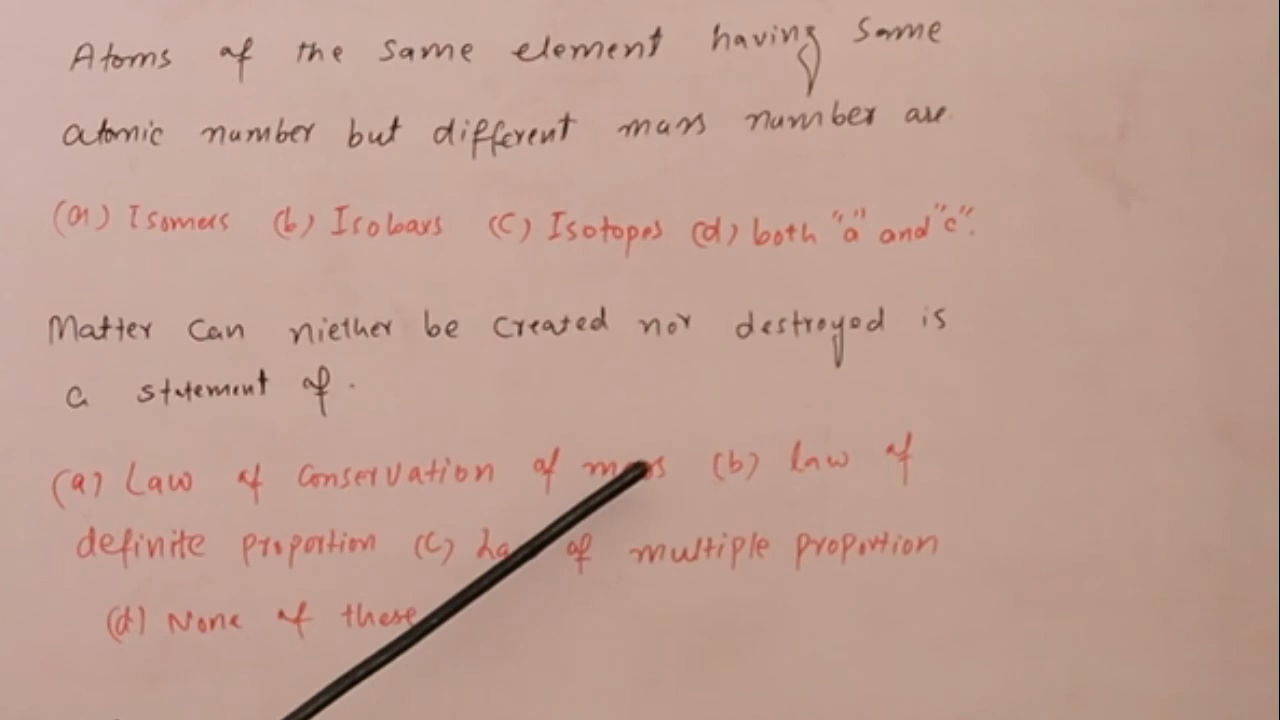 Atoms of the same element having same
atomic number but different mass number are
(a) Isomers (b) Isobars (c) Isotopes (d) both "a" and "c".
Matter can niether be created nor destroyed is
a statement of.
(a) Law of conservation of mass (b) law of
definite proportion (c) of multiple proportion
(d) None of these